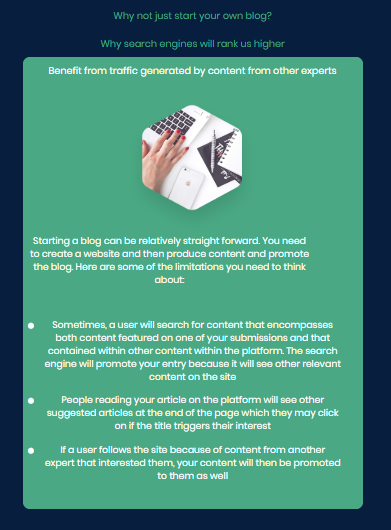 Why not just start your own blog?
Why search engines will rank us higher
Benefit from traffic generated by content from other experts
Starting a blog can be relatively straight forward. You need
to create a website and then produce content and promote
the blog. Here are some of the limitations you need to think
about:
Sometimes, a user will search for content that encompasses
both content featured on one of your submissions and that
contained within other content within the platform. The search
engine will promote your entry because it will see other relevant
content on the site
People reading your article on the platform will see other
suggested articles at the end of the page which they may click
on if the title triggers their interest
If a user follows the site because of content from another
expert that interested them, your content will then be promoted
to them as well